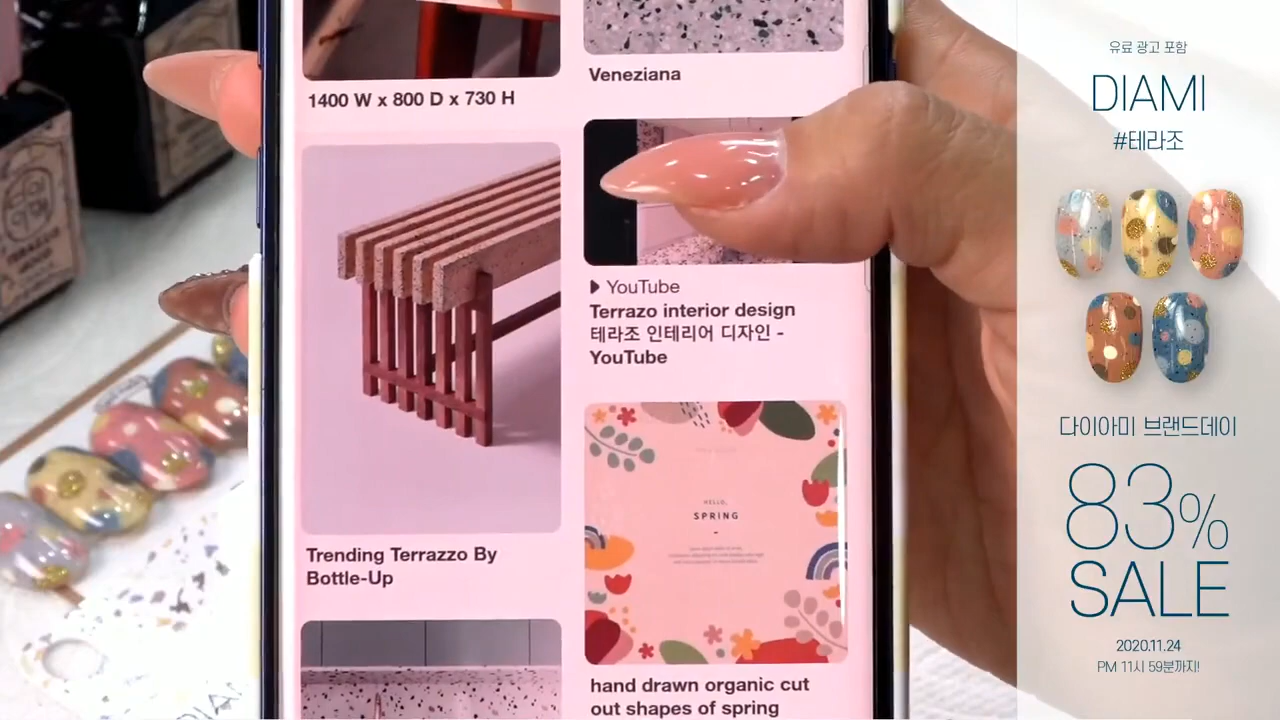 1400 W x 800 D x 730 H
Veneziana
YouTube
Terrazo interior design
테라조 인테리어 디자인 -
YouTube
HELLO,
SPRING
Trending Terrazzo By
Bottle-Up
hand drawn organic cut
out shapes of spring
유료 광고 포함
DIAMI
#테라조
다이아미 브랜드데이
83%
SALE
2020.11.24
PM 11시 59분까지!